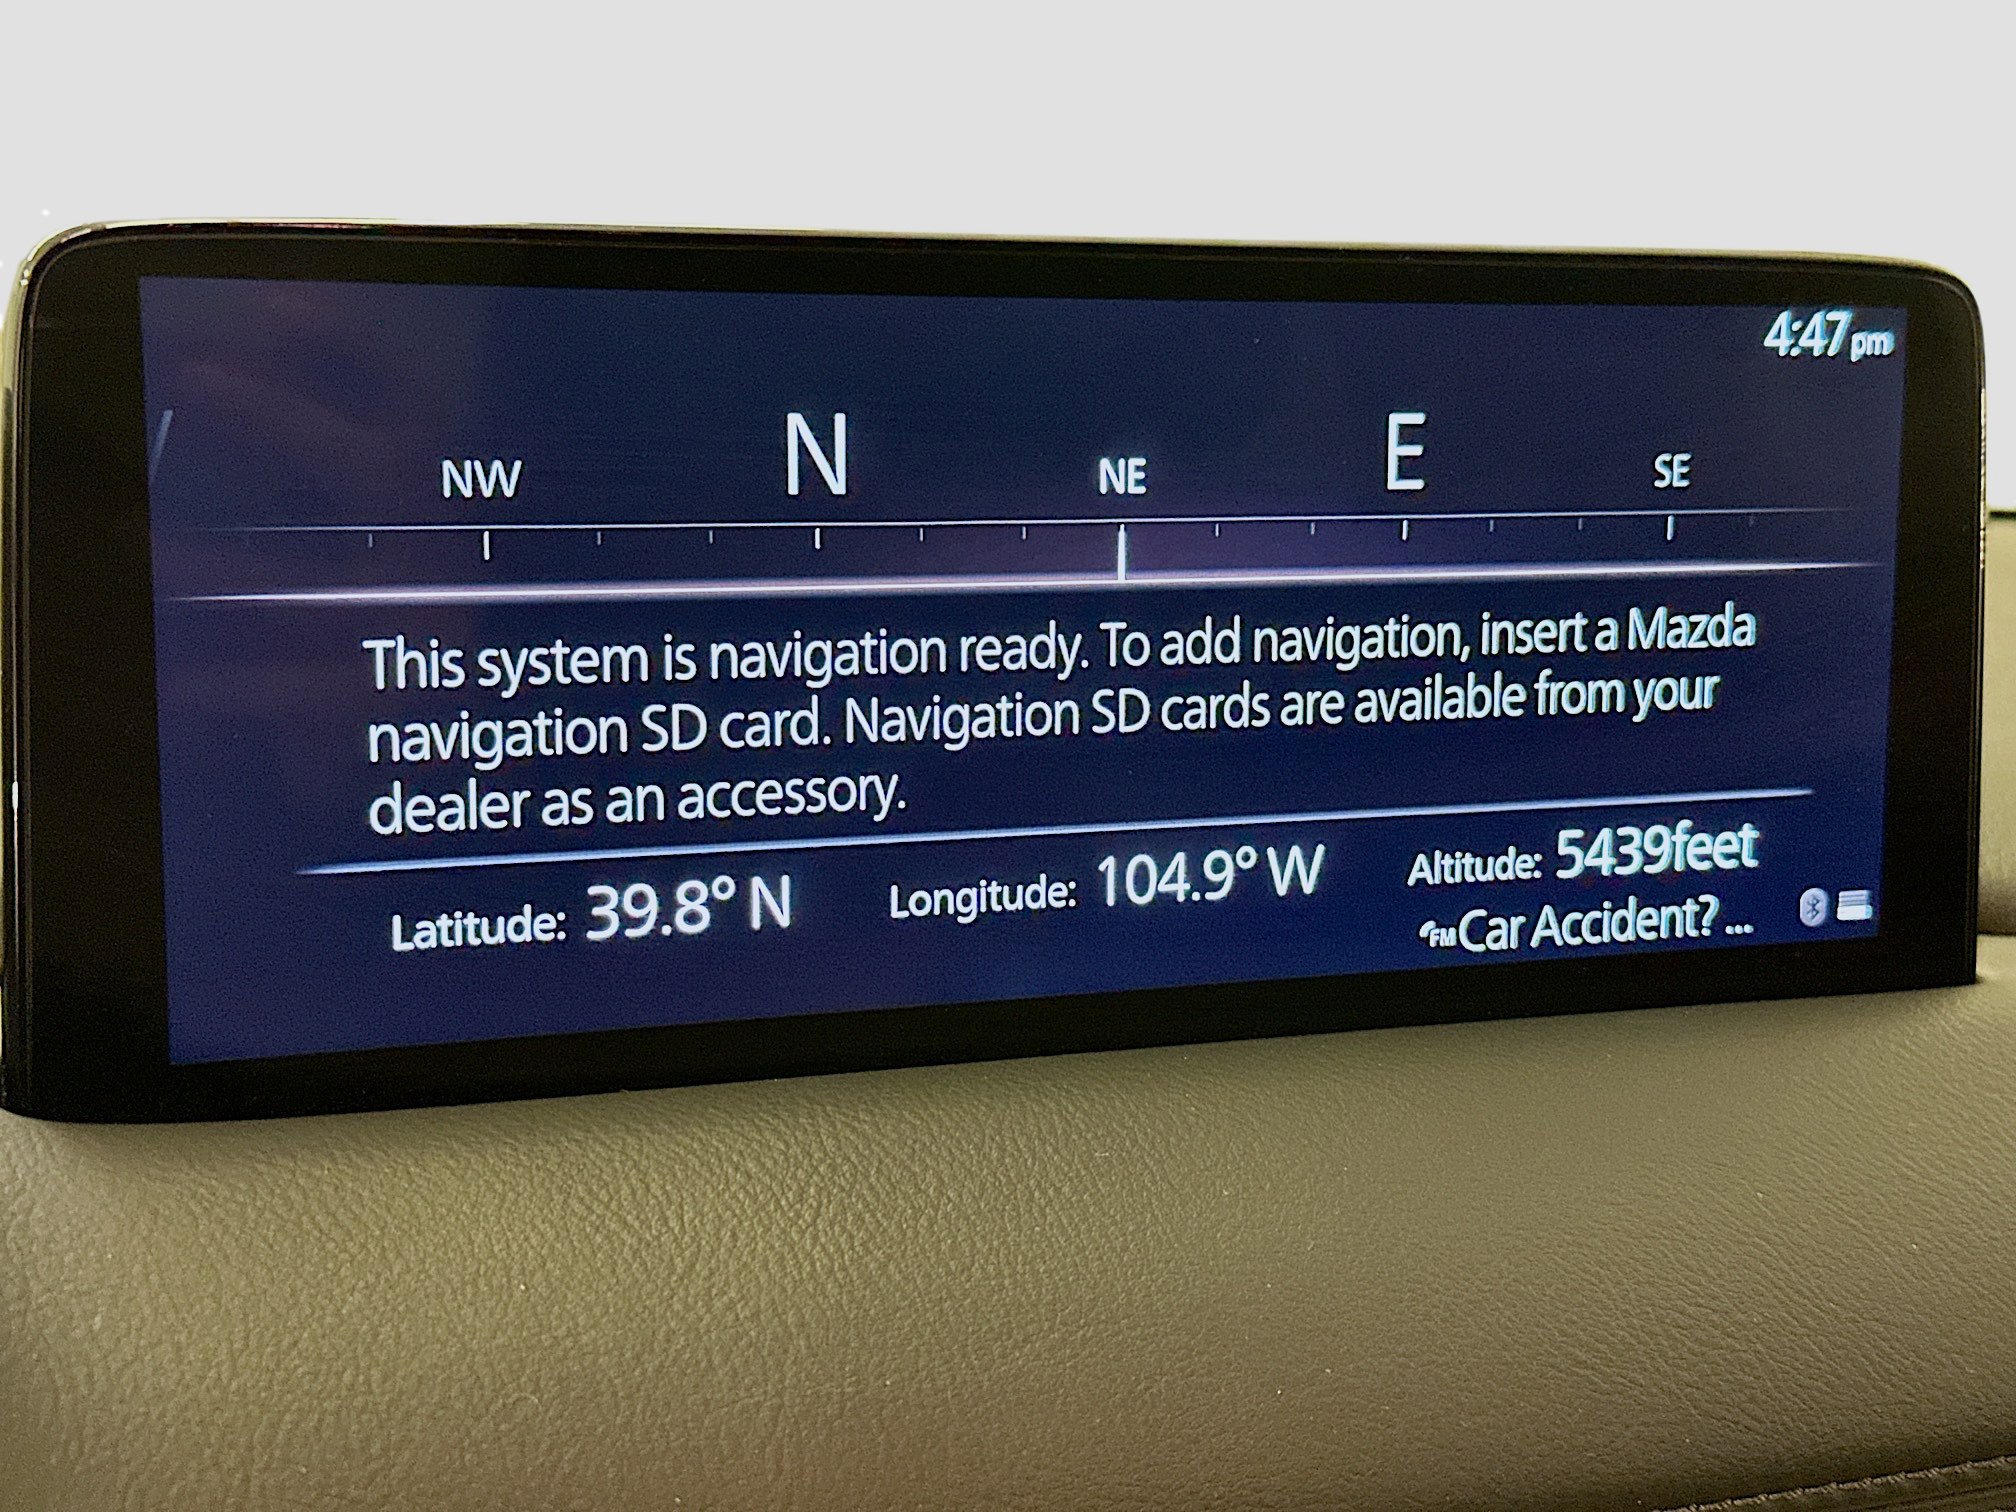 4:47 pm
NW N NE E SE
This system is navigation ready. To add navigation, insert a Mazda
navigation SD card. Navigation SD cards are available from your
dealer as an accessory.
Latitude: 39.8° N Longitude: 104.9° W Altitude: 5439feet
FM Car Accident? ...